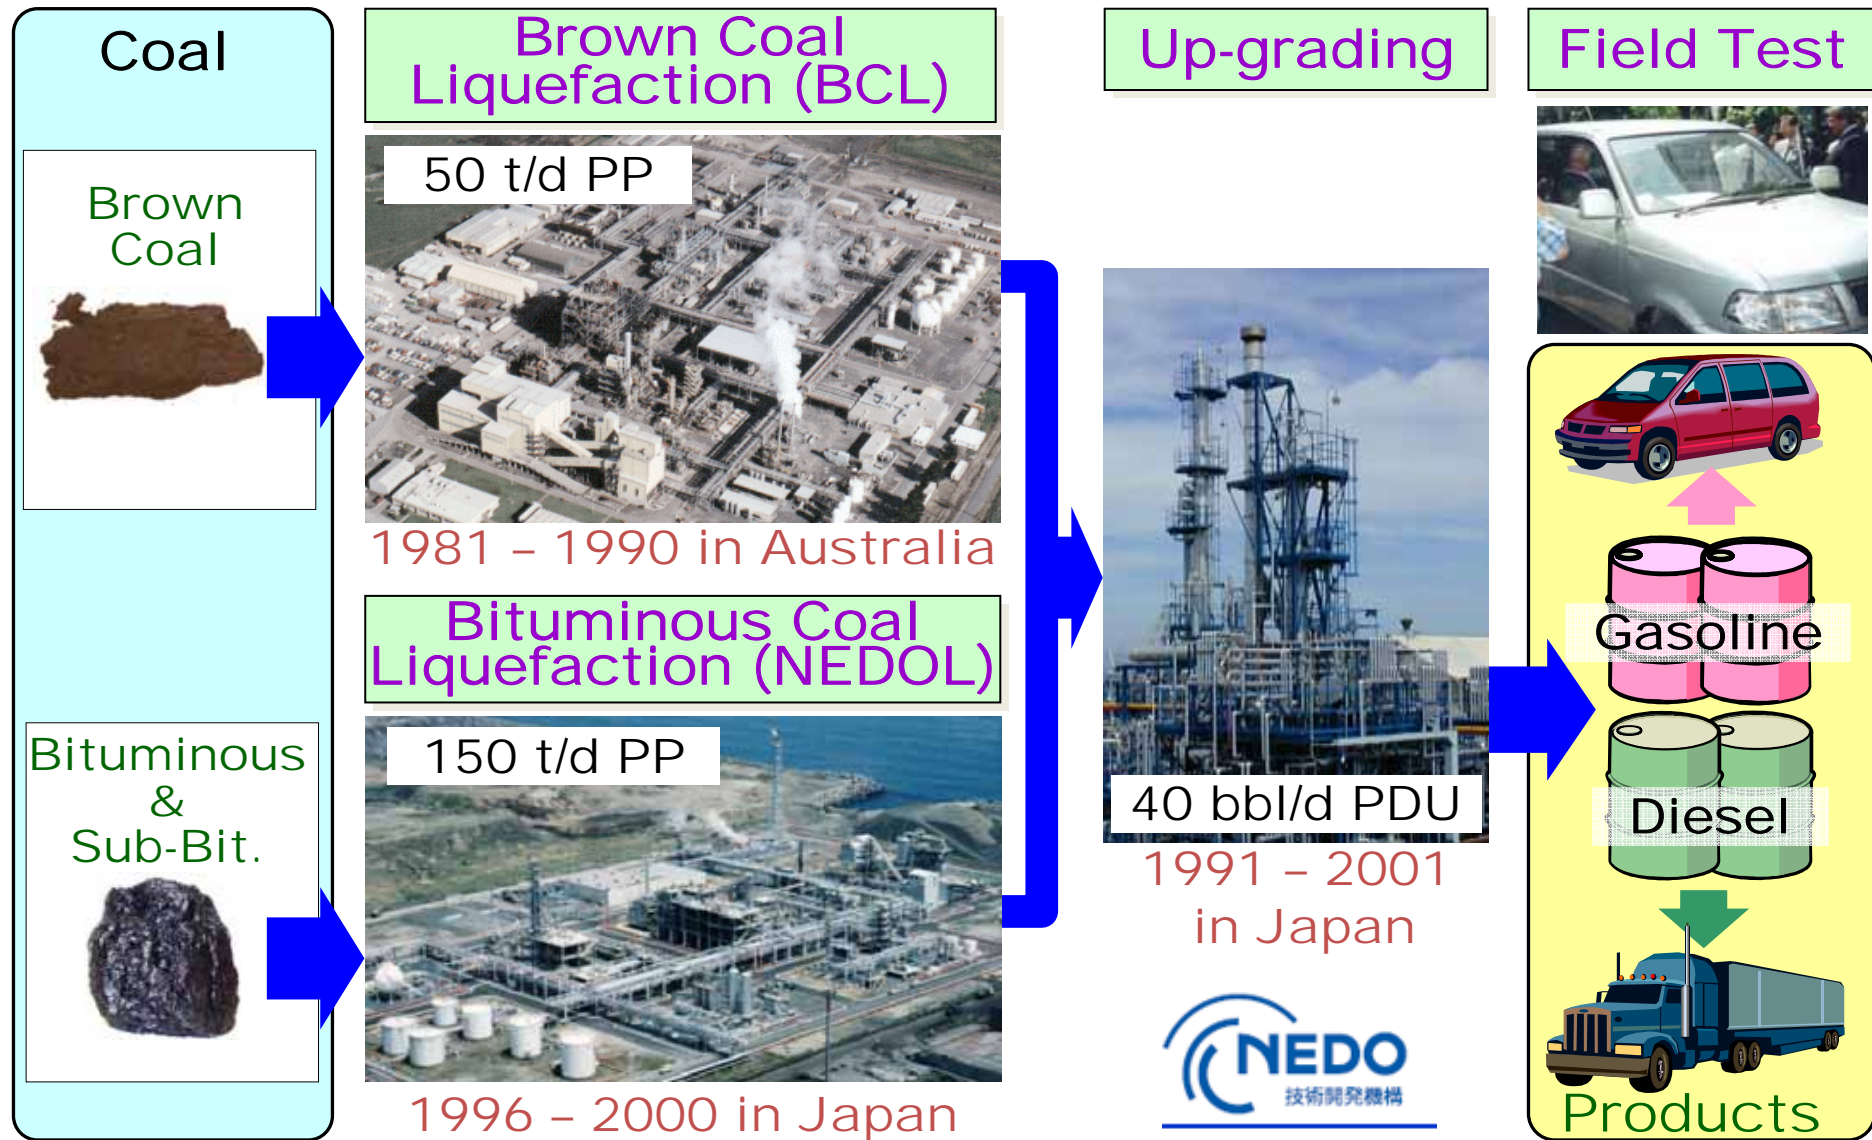 Coal
Brown
Coal
Bituminous
&
Sub-Bit.
Brown Coal
Liquefaction (BCL)
50 t/d PP
1981 – 1990 in Australia
Bituminous Coal
Liquefaction (NEDOL)
150 t/d PP
1996 – 2000 in Japan
Up-grading
40 bbl/d PDU
1991 – 2001
in Japan
NEDO
技術開発機構
Field Test
Gasoline
Diesel
Products